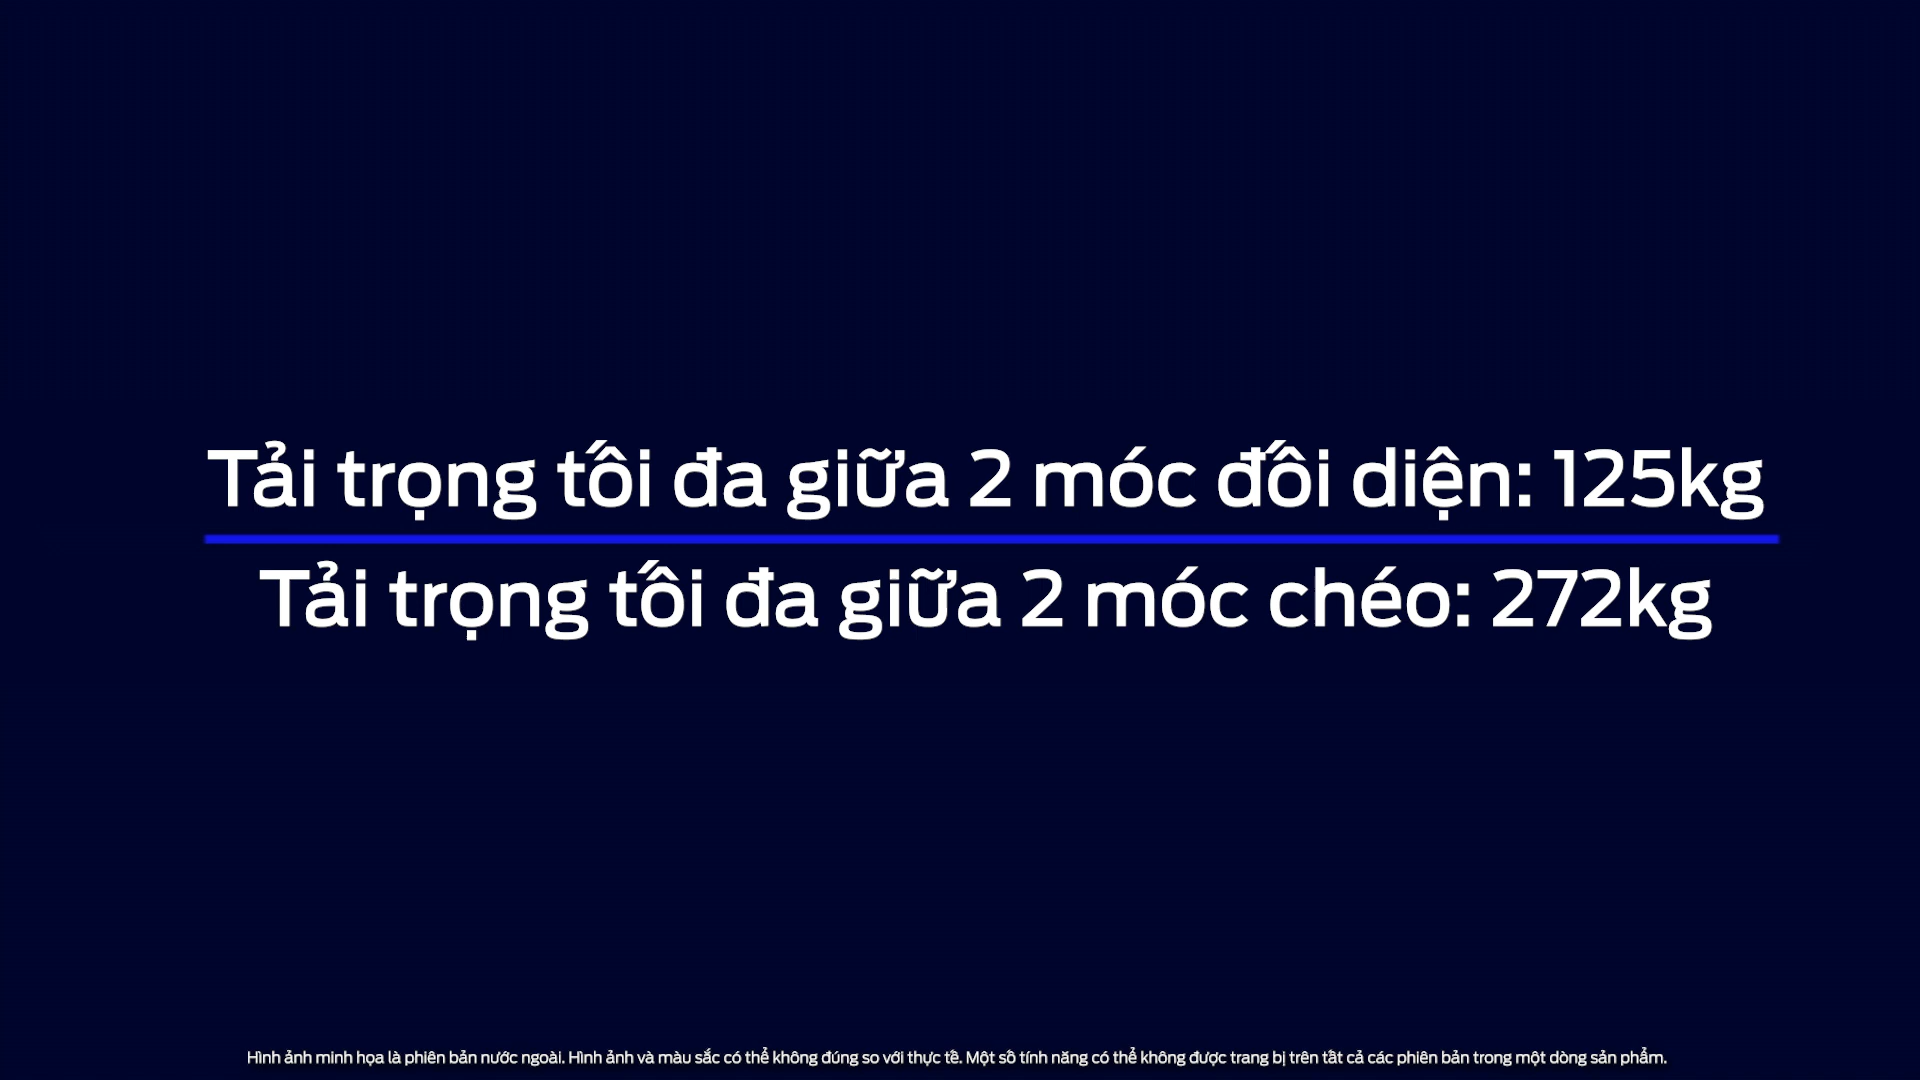 Tải trọng tối đa giữa 2 móc đối diện: 125kg
Tải trọng tối đa giữa 2 móc chéo: 272kg
Hình ảnh minh họa là phiên bản nước ngoài. Hình ảnh và màu sắc có thể không đúng so với thực tế. Một số tính năng có thể không được trang bị trên tất cả các phiên bản trong một dòng sản phẩm.